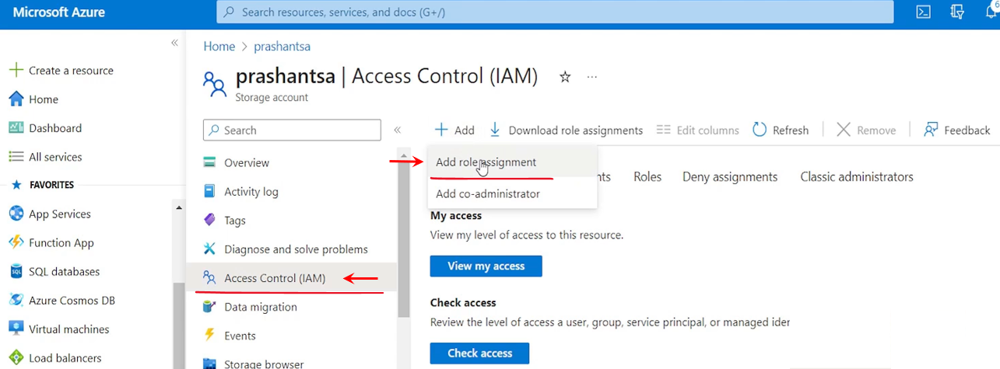 Microsoft Azure
Search resources, services, and docs (G+/)
6
«
Create a resource
Home
Dashboard
All services
FAVORITES
App Services
Function App
SQL databases
SQL
Azure Cosmos DB
Virtual machines
Load balancers
Home > prashantsa
prashantsa | Access Control (IAM) ☆ ...
Storage account
Search
«
Overview
Activity log
Tags
Diagnose and solve problems
Access Control (IAM)
Data migration
Events
Storage browser
+ Add Download role assignments Edit columns Refresh Remove Feedback
Add role assignment
Add co-administrator
nts Roles Deny assignments Classic administrators
My access
View my level of access to this resource.
View my access
Check access
Review the level of access a user, group, service principal, or managed iden
Check access